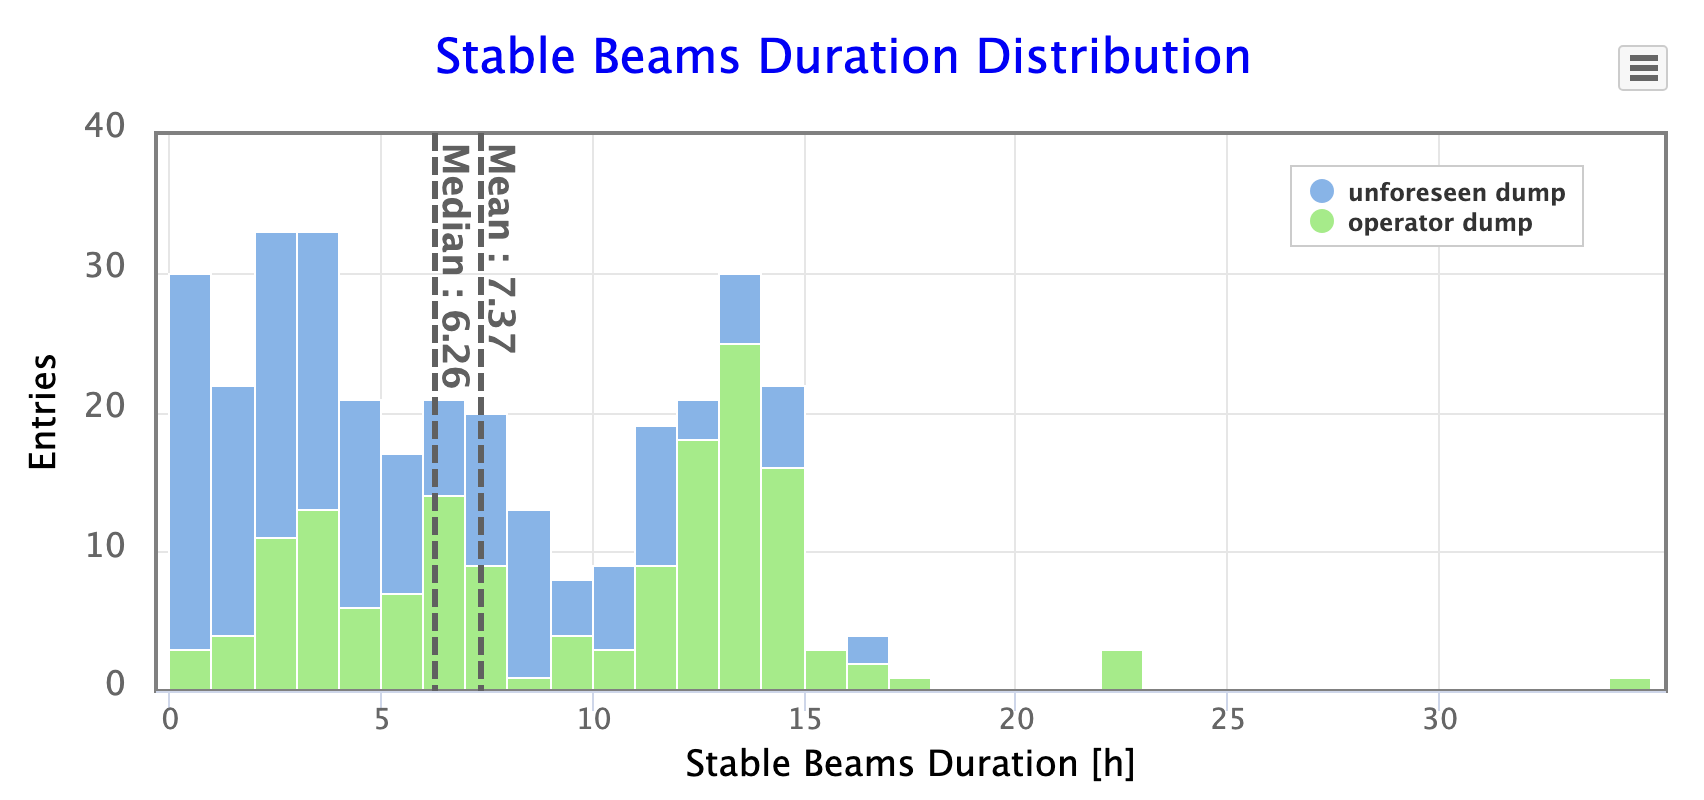 Stable Beams Duration Distribution
40
30
20
10
0
Entries
Median : 6.26
Mean : 7.37
unforeseen dump
operator dump
0 5 10 15 20 25 30
Stable Beams Duration [h]